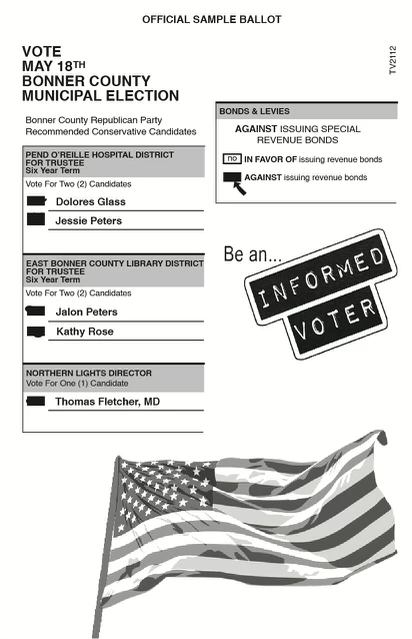 OFFICIAL SAMPLE BALLOT
VOTE
MAY 18TH
BONNER COUNTY
MUNICIPAL ELECTION
TV2112
Bonner County Republican Party
Recommended Conservative Candidates
PEND O'REILLE HOSPITAL DISTRICT
FOR TRUSTEE
Six Year Term
Vote For Two (2) Candidates
Dolores Glass
Jessie Peters
EAST BONNER COUNTY LIBRARY DISTRICT
FOR TRUSTEE
Six Year Term
Vote For Two (2) Candidates
Jalon Peters
Kathy Rose
NORTHERN LIGHTS DIRECTOR
Vote For One (1) Candidate
Thomas Fletcher, MD
BONDS & LEVIES
AGAINST ISSUING SPECIAL
REVENUE BONDS
no IN FAVOR OF issuing revenue bonds
AGAINST issuing revenue bonds
Be an...
INFORMED
VOTER